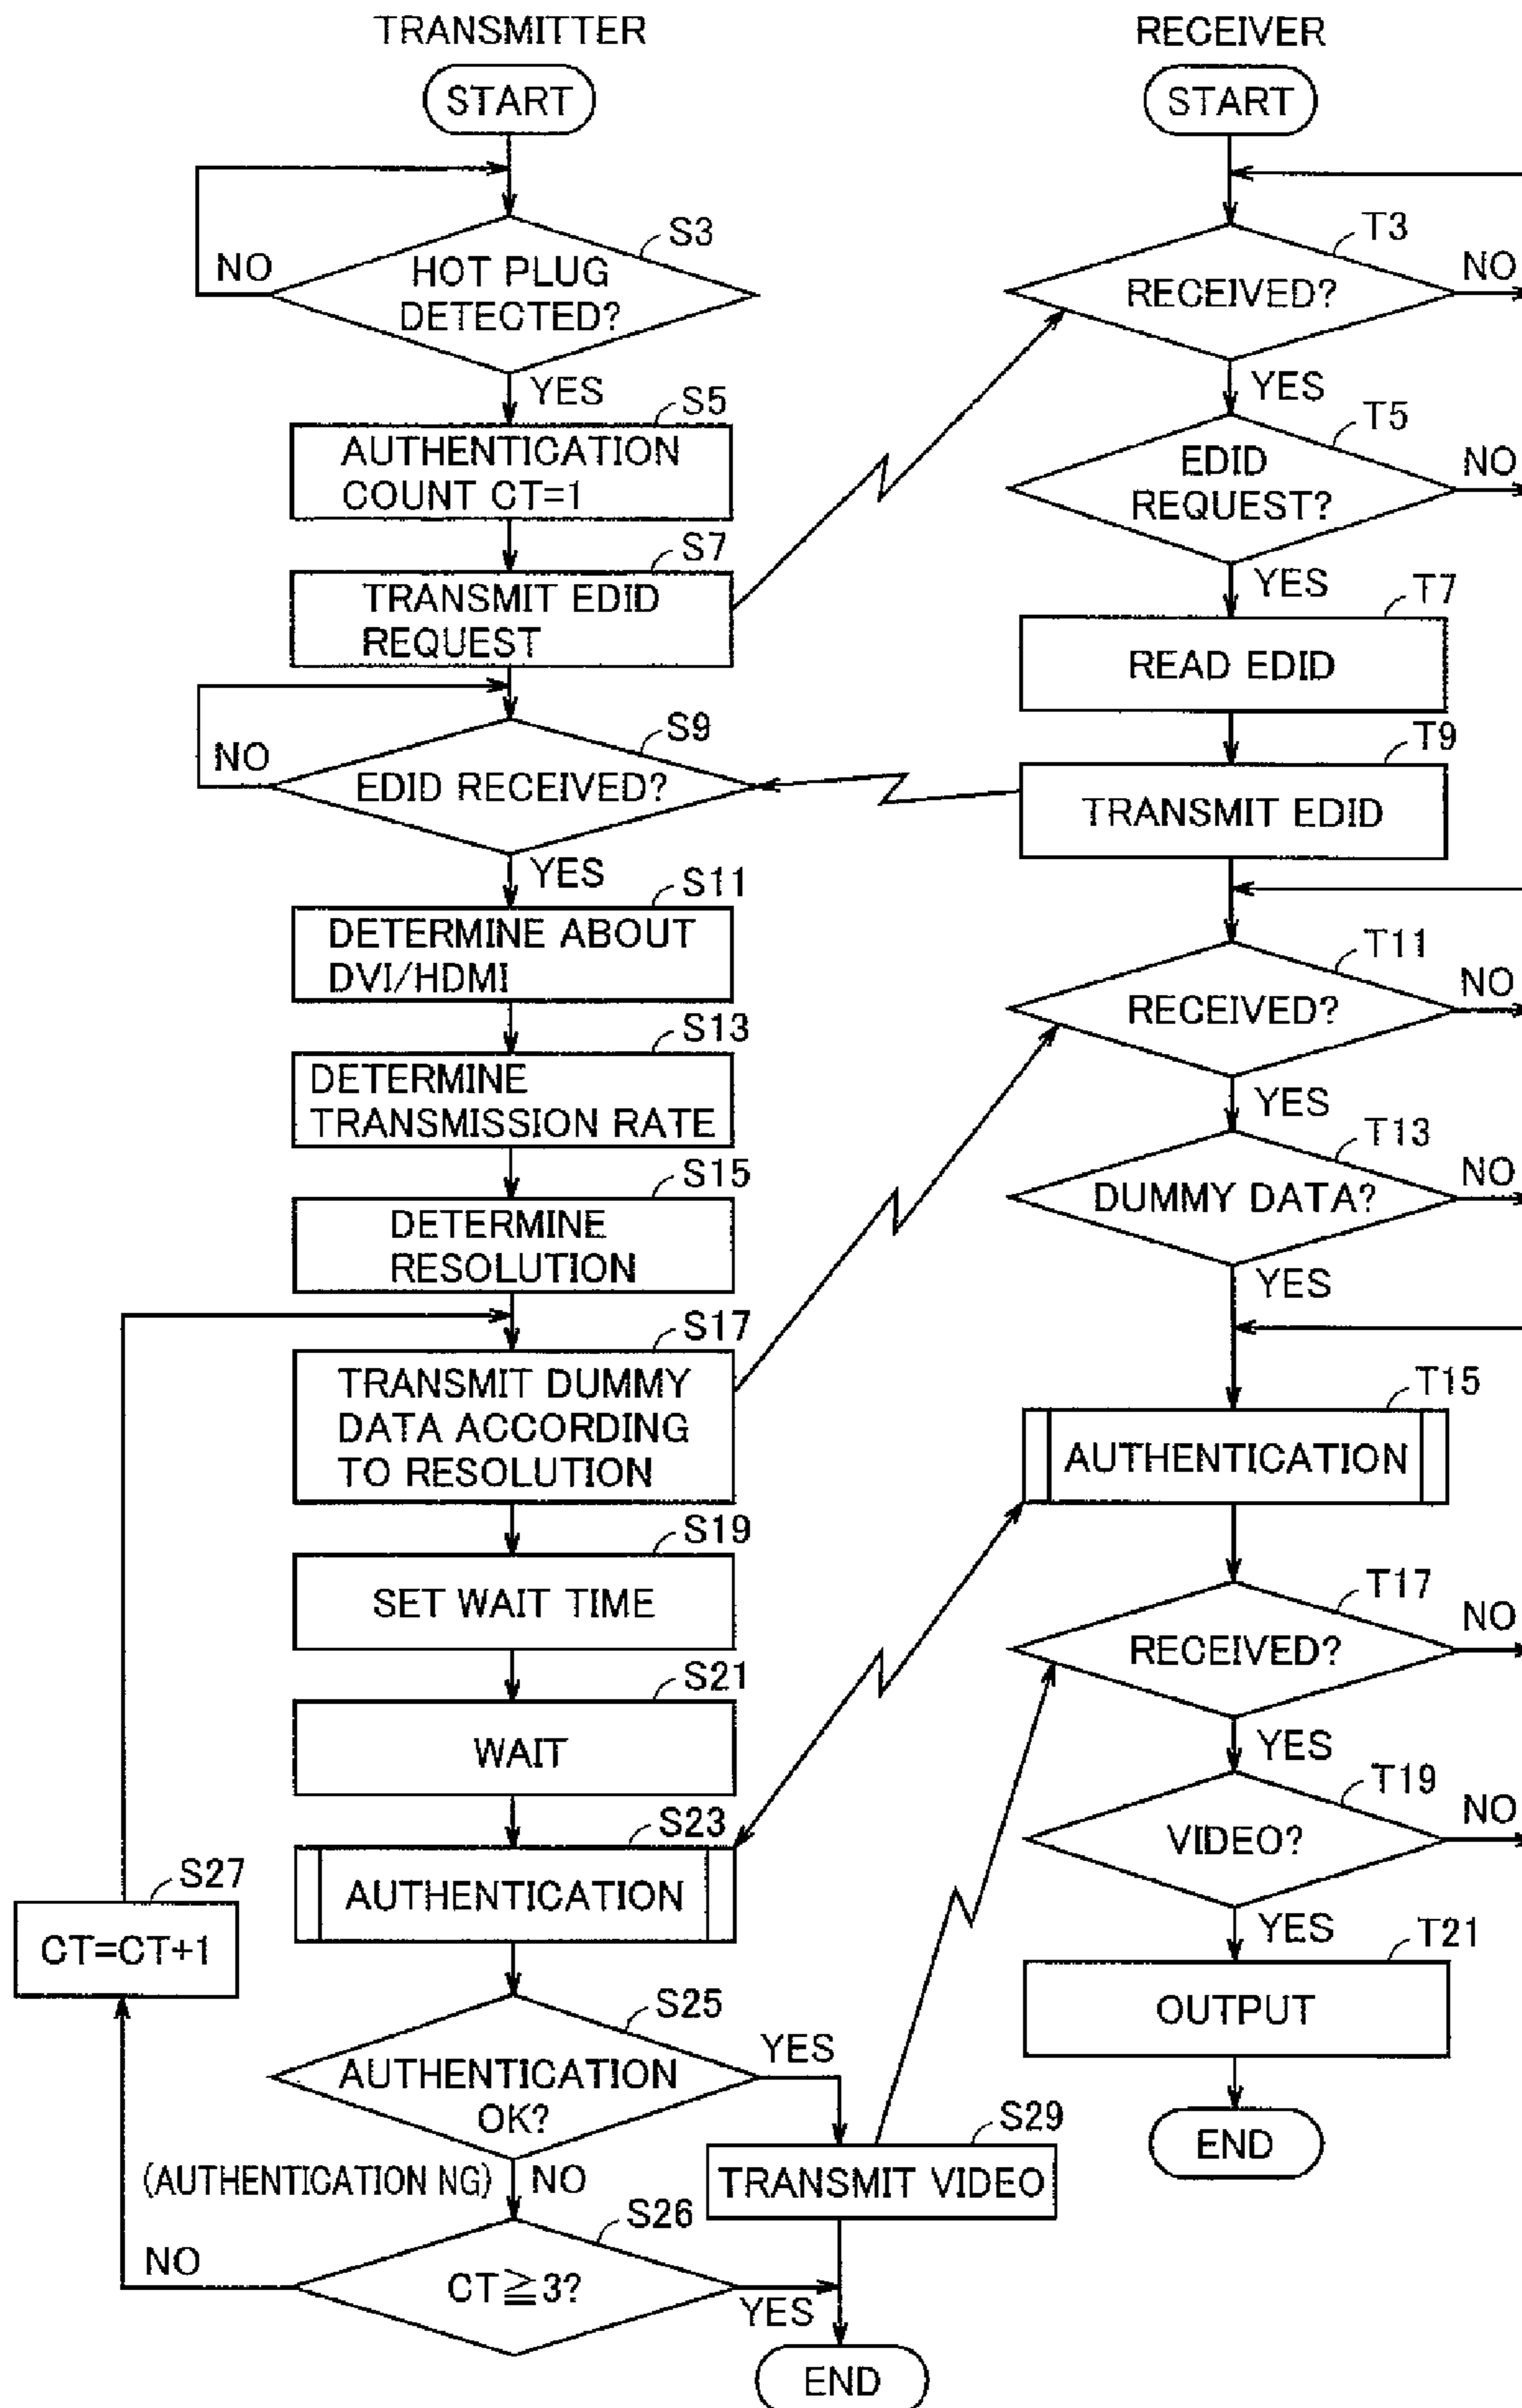 TRANSMITTER
START
S3
HOT PLUG
DETECTED?
NO
YES
S5
AUTHENTICATION
COUNT CT=1
S7
TRANSMIT EDID
REQUEST
S9
EDID RECEIVED?
NO
YES
S11
DETERMINE ABOUT
DVI/HDMI
S13
DETERMINE
TRANSMISSION RATE
S15
DETERMINE
RESOLUTION
S17
TRANSMIT DUMMY
DATA ACCORDING
TO RESOLUTION
S19
SET WAIT TIME
S21
WAIT
S23
AUTHENTICATION
S27
CT=CT+1
S25
AUTHENTICATION
OK?
YES
(AUTHENTICATION NG)
NO
S29
TRANSMIT VIDEO
S26
CT≧3?
NO
YES
END
RECEIVER
START
T3
RECEIVED?
NO
YES
T5
EDID
REQUEST?
NO
YES
T7
READ EDID
T9
TRANSMIT EDID
T11
RECEIVED?
NO
YES
T13
DUMMY DATA?
NO
YES
T15
AUTHENTICATION
T17
RECEIVED?
NO
YES
T19
VIDEO?
NO
YES
T21
OUTPUT
END